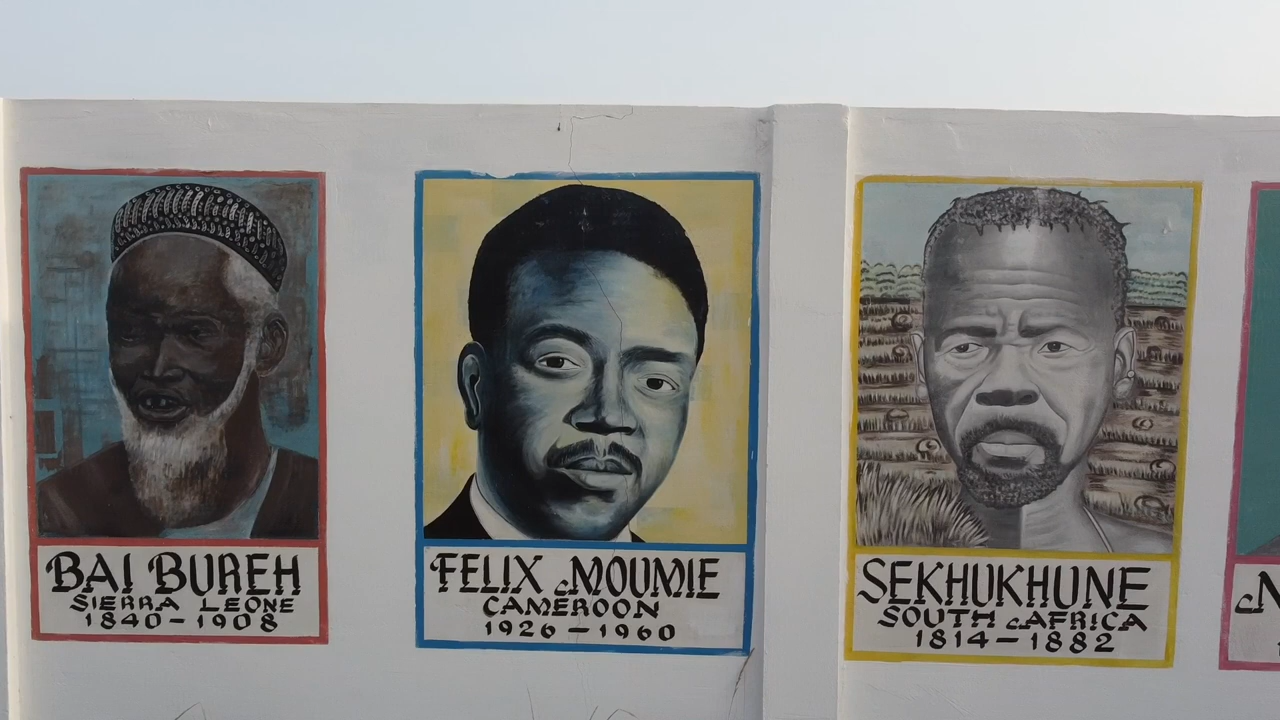 BAI BUREH
SIERRA LEONE
1840-1908
FELIX MOUMIE
CAMEROON
1926-1960
SEKHUKHUNE
SOUTH AFRICA
1814-1882